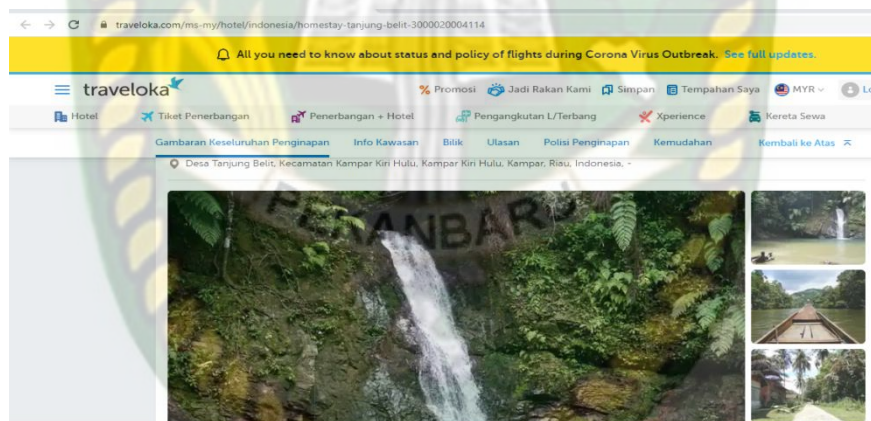 traveloka.com/ms-my/hotel/indonesia/homestay-tanjung-belit-3000020004114
All you need to know about status and policy of flights during Corona Virus Outbreak. See full updates.
traveloka % Promosi Jadi Rakan Kami Simpan Tempahan Saya MYR Lo
Hotel Tiket Penerbangan Penerbangan + Hotel Pengangkutan L/Terbang Xperience Kereta Sewa
Gambaran Keseluruhan Penginapan Info Kawasan Bilik Ulasan Polisi Penginapan Kemudahan Kembali ke Atas
Desa Tanjung Belit, Kecamatan Kampar Kiri Hulu, Kampar Kiri Hulu, Kampar, Riau, Indonesia, -
PEKANBARU